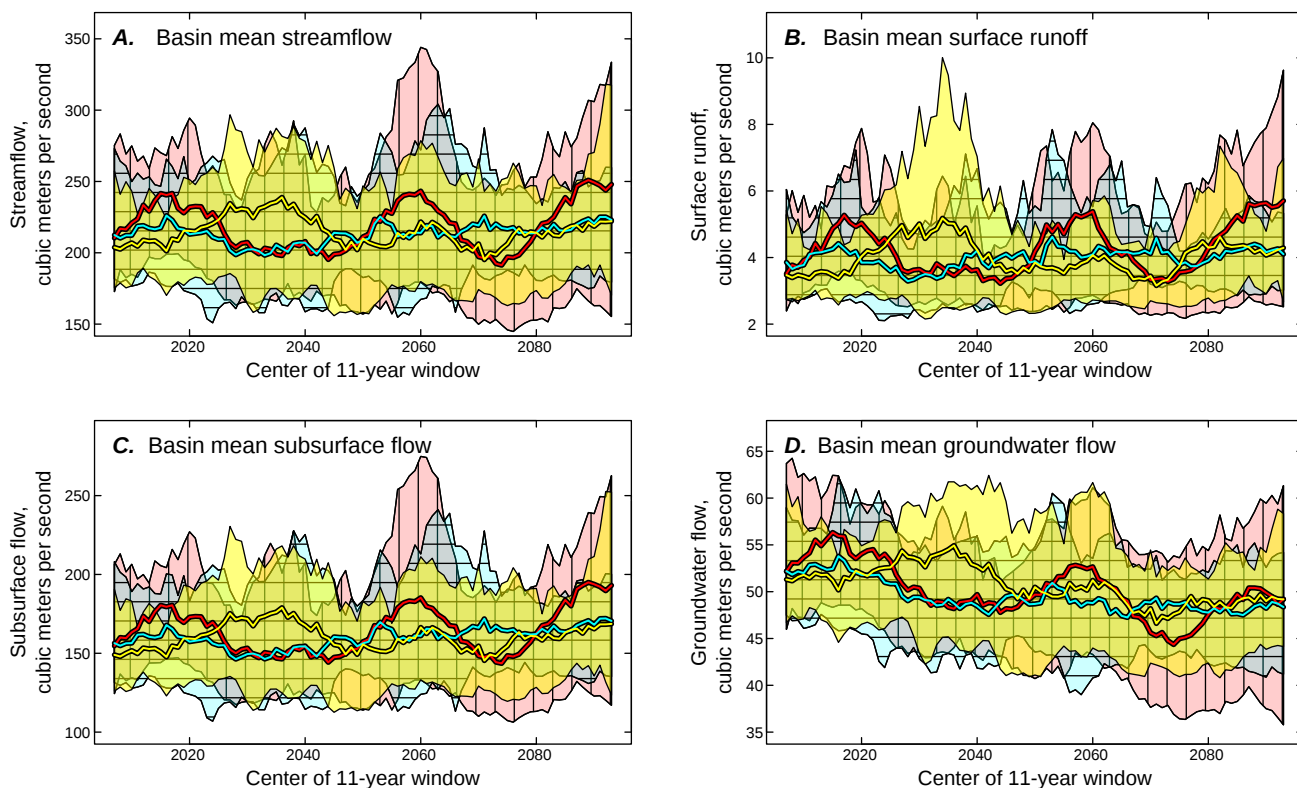 A. Basin mean streamflow
350
300
250
200
150
Streamflow,
cubic meters per second
2020 2040 2060 2080
Center of 11-year window
B. Basin mean surface runoff
10
8
6
4
2
Surface runoff,
cubic meters per second
2020 2040 2060 2080
Center of 11-year window
C. Basin mean subsurface flow
250
200
150
100
Subsurface flow,
cubic meters per second
2020 2040 2060 2080
Center of 11-year window
D. Basin mean groundwater flow
65
60
55
50
45
40
35
Groundwater flow,
cubic meters per second
2020 2040 2060 2080
Center of 11-year window